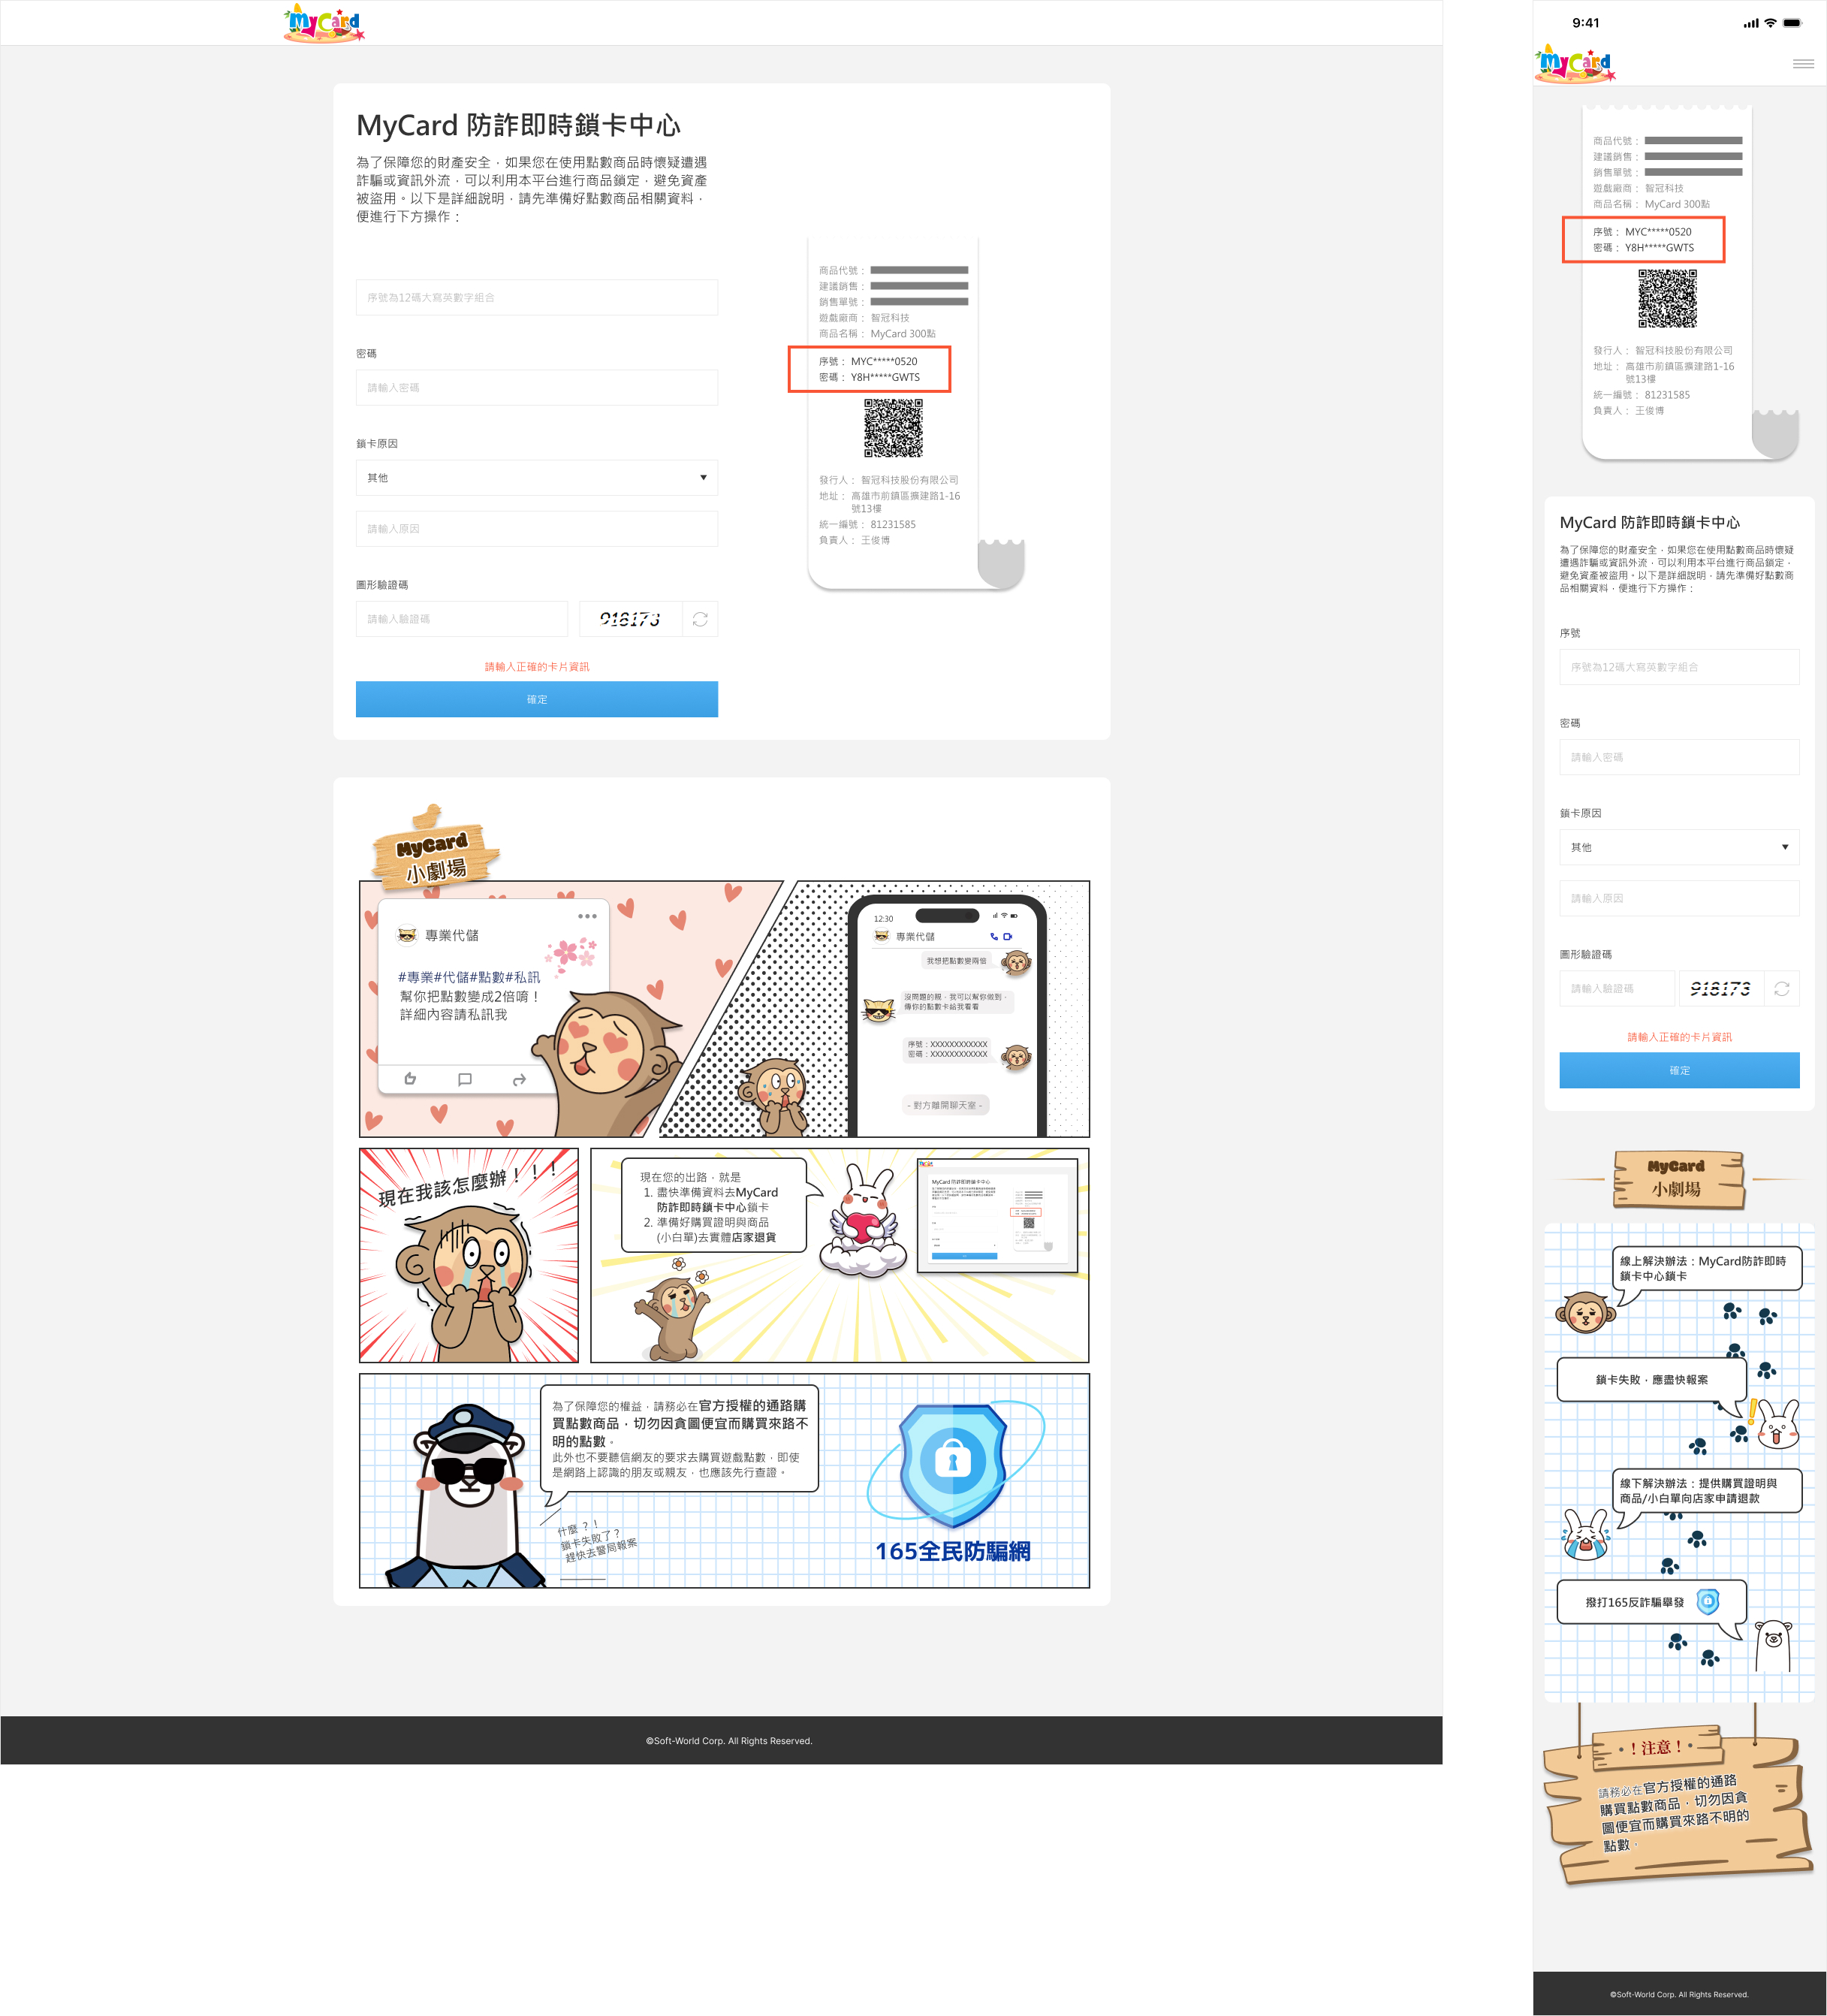 MyCard
MyCard 防詐即時鎖卡中心
為了保障您的財產安全，如果您在使用點數商品時懷疑遭遇
詐騙或資訊外流，可以利用本平台進行商品鎖定，避免資產
被盜用。以下是詳細說明，請先準備好點數商品相關資料，
便進行下方操作：
序號為12碼大寫英數字組合
密碼
請輸入密碼
鎖卡原因
其他
請輸入原因
圖形驗證碼
請輸入驗證碼
918173
請輸入正確的卡片資訊
確定
商品代號：
建議銷售：
銷售單號：
遊戲廠商： 智冠科技
商品名稱： MyCard 300點
序號： MYC*****0520
密碼： Y8H*****GWTS
發行人： 智冠科技股份有限公司
地址： 高雄市前鎮區擴建路1-16
號13樓
統一編號： 81231585
負責人： 王俊博
MyCard
小劇場
專業代儲
#專業#代儲#點數#私訊
幫你把點數變成2倍唷！
詳細內容請私訊我
12:30
專業代儲
我想把點數變兩倍
沒問題的喔，我可以幫你做到，
傳你的點數卡給我看看
序號：XXXXXXXXXXXX
密碼：XXXXXXXXXXXX
- 對方離開聊天室 -
現在我該怎麼辦！！！
現在您的出路，就是
1. 盡快準備資料去MyCard
防詐即時鎖卡中心鎖卡
2. 準備好購買證明與商品
(小白單)去實體店家退貨
MyCard 防詐即時鎖卡中心
為了保障您的權益，請務必在官方授權的通路購
買點數商品，切勿因貪圖便宜而購買來路不
明的點數。
此外也不要聽信網友的要求去購買遊戲點數，即使
是網路上認識的朋友或親友，也應該先行查證。
什麼？！
鎖卡失敗了？
趕快去警局報案
165全民防騙網
©Soft-World Corp. All Rights Reserved.
9:41
MyCard
商品代號：
建議銷售：
銷售單號：
遊戲廠商： 智冠科技
商品名稱： MyCard 300點
序號： MYC*****0520
密碼： Y8H*****GWTS
發行人： 智冠科技股份有限公司
地址： 高雄市前鎮區擴建路1-16
號13樓
統一編號： 81231585
負責人： 王俊博
MyCard 防詐即時鎖卡中心
為了保障您的財產安全，如果您在使用點數商品時懷疑
遭遇詐騙或資訊外流，可以利用本平台進行商品鎖定，
避免資產被盜用。以下是詳細說明，請先準備好點數商
品相關資料，便進行下方操作：
序號
序號為12碼大寫英數字組合
密碼
請輸入密碼
鎖卡原因
其他
請輸入原因
圖形驗證碼
請輸入驗證碼
918173
請輸入正確的卡片資訊
確定
MyCard
小劇場
線上解決辦法：MyCard防詐即時
鎖卡中心鎖卡
鎖卡失敗，應盡快報案
線下解決辦法：提供購買證明與
商品/小白單向店家申請退款
撥打165反詐騙舉發
！注意！
請務必在官方授權的通路
購買點數商品，切勿因貪
圖便宜而購買來路不明的
點數。
©Soft-World Corp. All Rights Reserved.